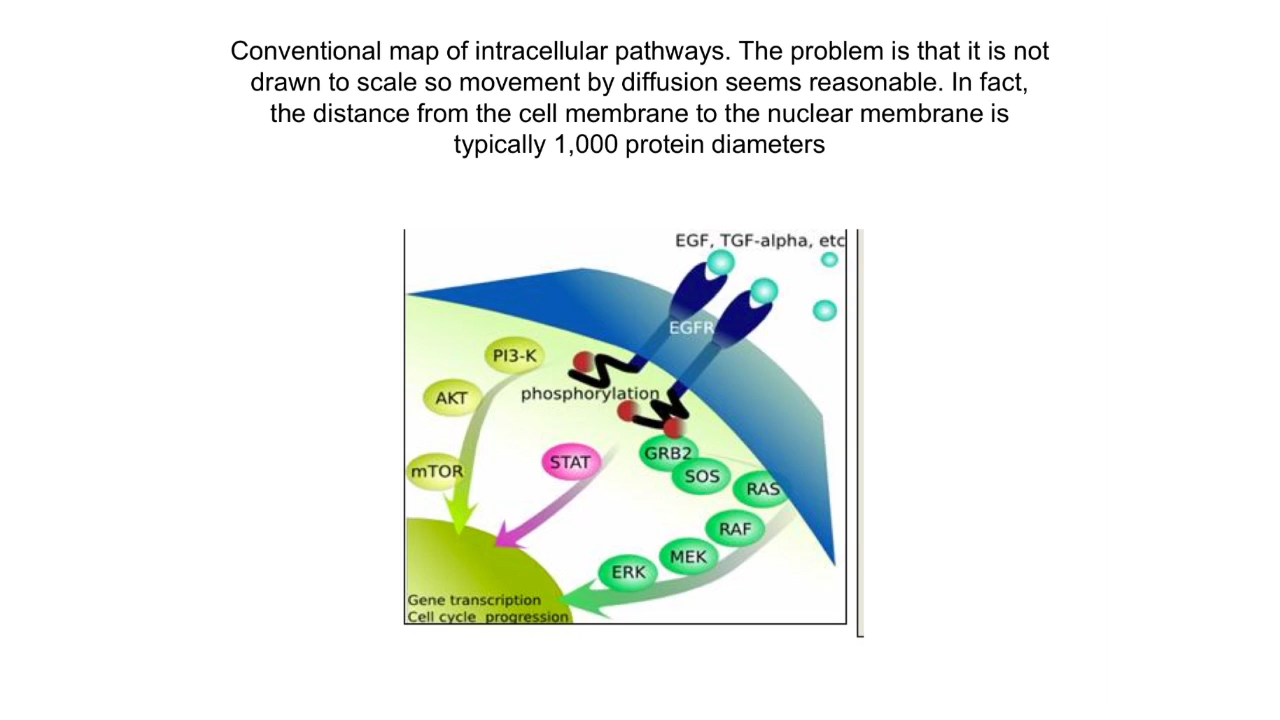 Conventional map of intracellular pathways. The problem is that it is not
drawn to scale so movement by diffusion seems reasonable. In fact,
the distance from the cell membrane to the nuclear membrane is
typically 1,000 protein diameters
EGF, TGF-alpha, etc
EGFR
PI3-K
phosphorylation
AKT
GRB2
STAT
mTOR
SOS
RAS
RAF
MEK
ERK
Gene transcription
Cell cycle progression